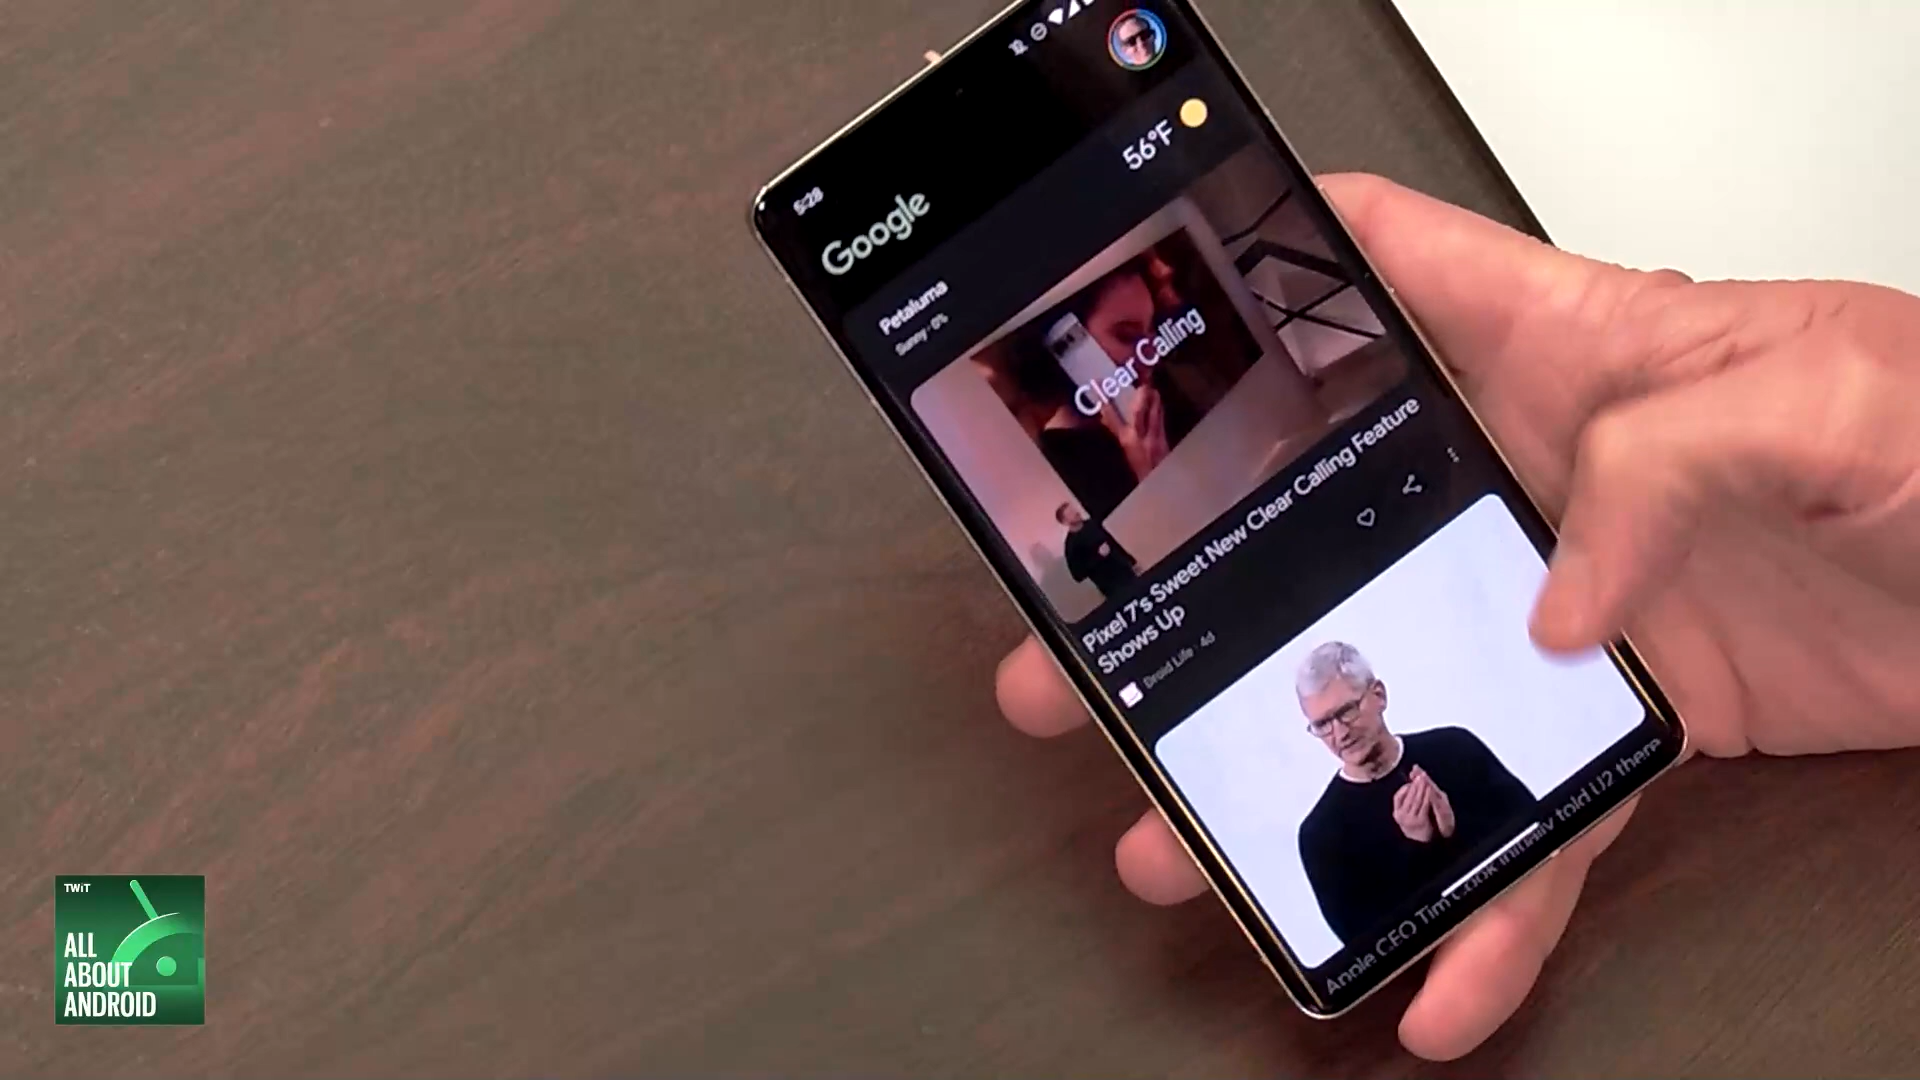 5:28
Google
56°F
Petaluma
Sunny · 0%
Clear Calling
Pixel 7's Sweet New Clear Calling Feature
Shows Up
Droid Life · 4d
Apple CEO Tim Cook initially told U2 there
TWiT
ALL
ABOUT
ANDROID